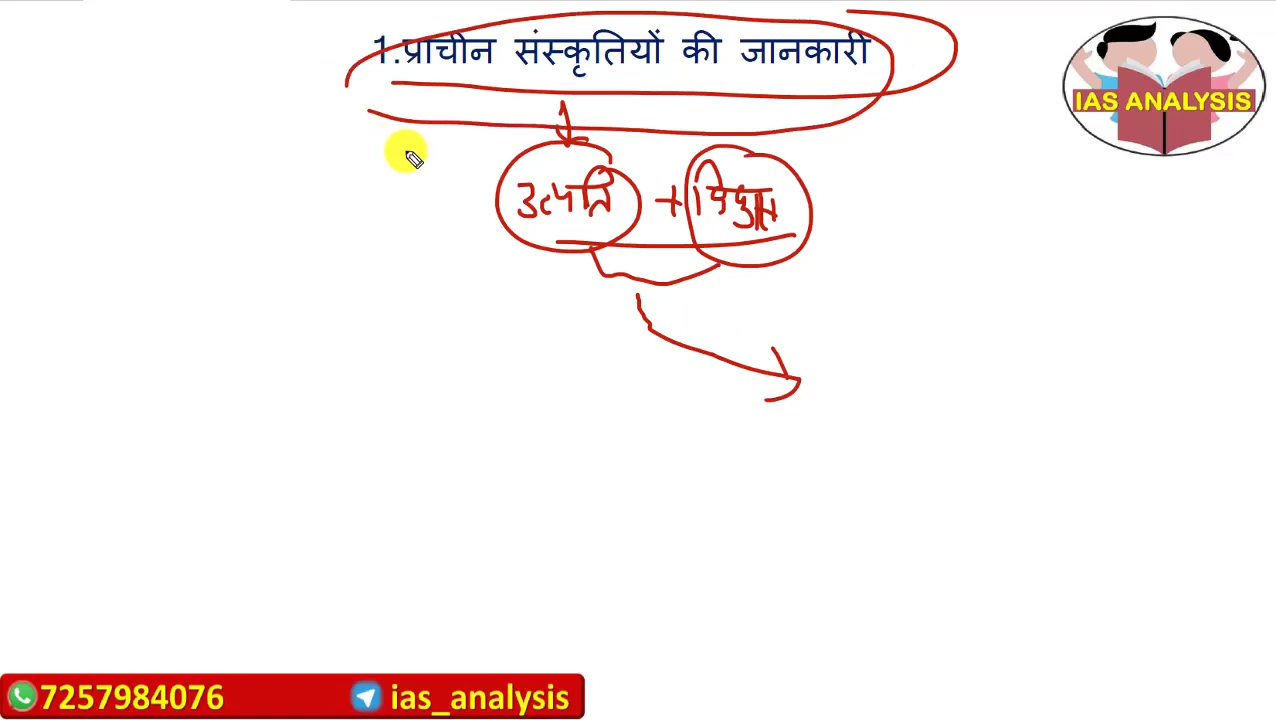 1.प्राचीन संस्कृतियों की जानकारी
IAS ANALYSIS
उत्पत्ति +
7257984076
ias_analysis